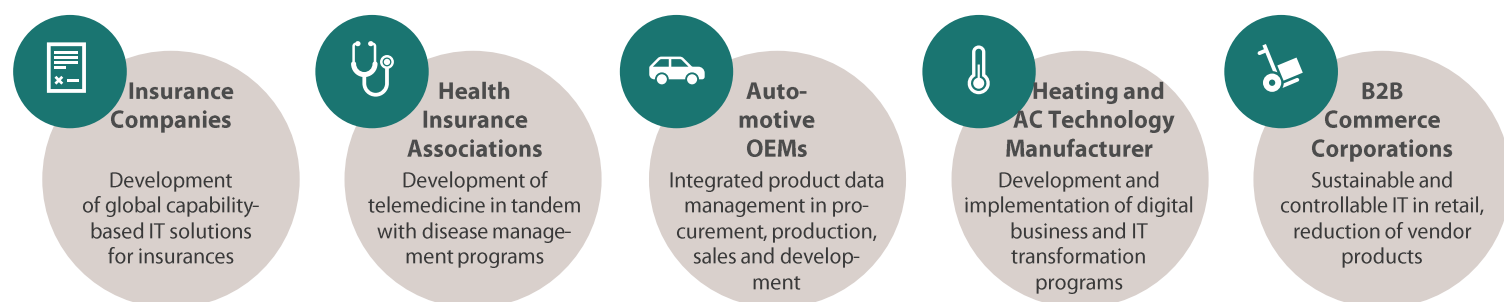 Insurance
Companies
Development
of global capability-
based IT solutions
for insurances
Health
Insurance
Associations
Development of
telemedicine in tandem
with disease manage-
ment programs
Auto-
motive
OEMs
Integrated product data
management in pro-
curement, production,
sales and develop-
ment
Heating and
AC Technology
Manufacturer
Development and
implementation of digital
business and IT
transformation
programs
B2B
Commerce
Corporations
Sustainable and
controllable IT in retail,
reduction of vendor
products